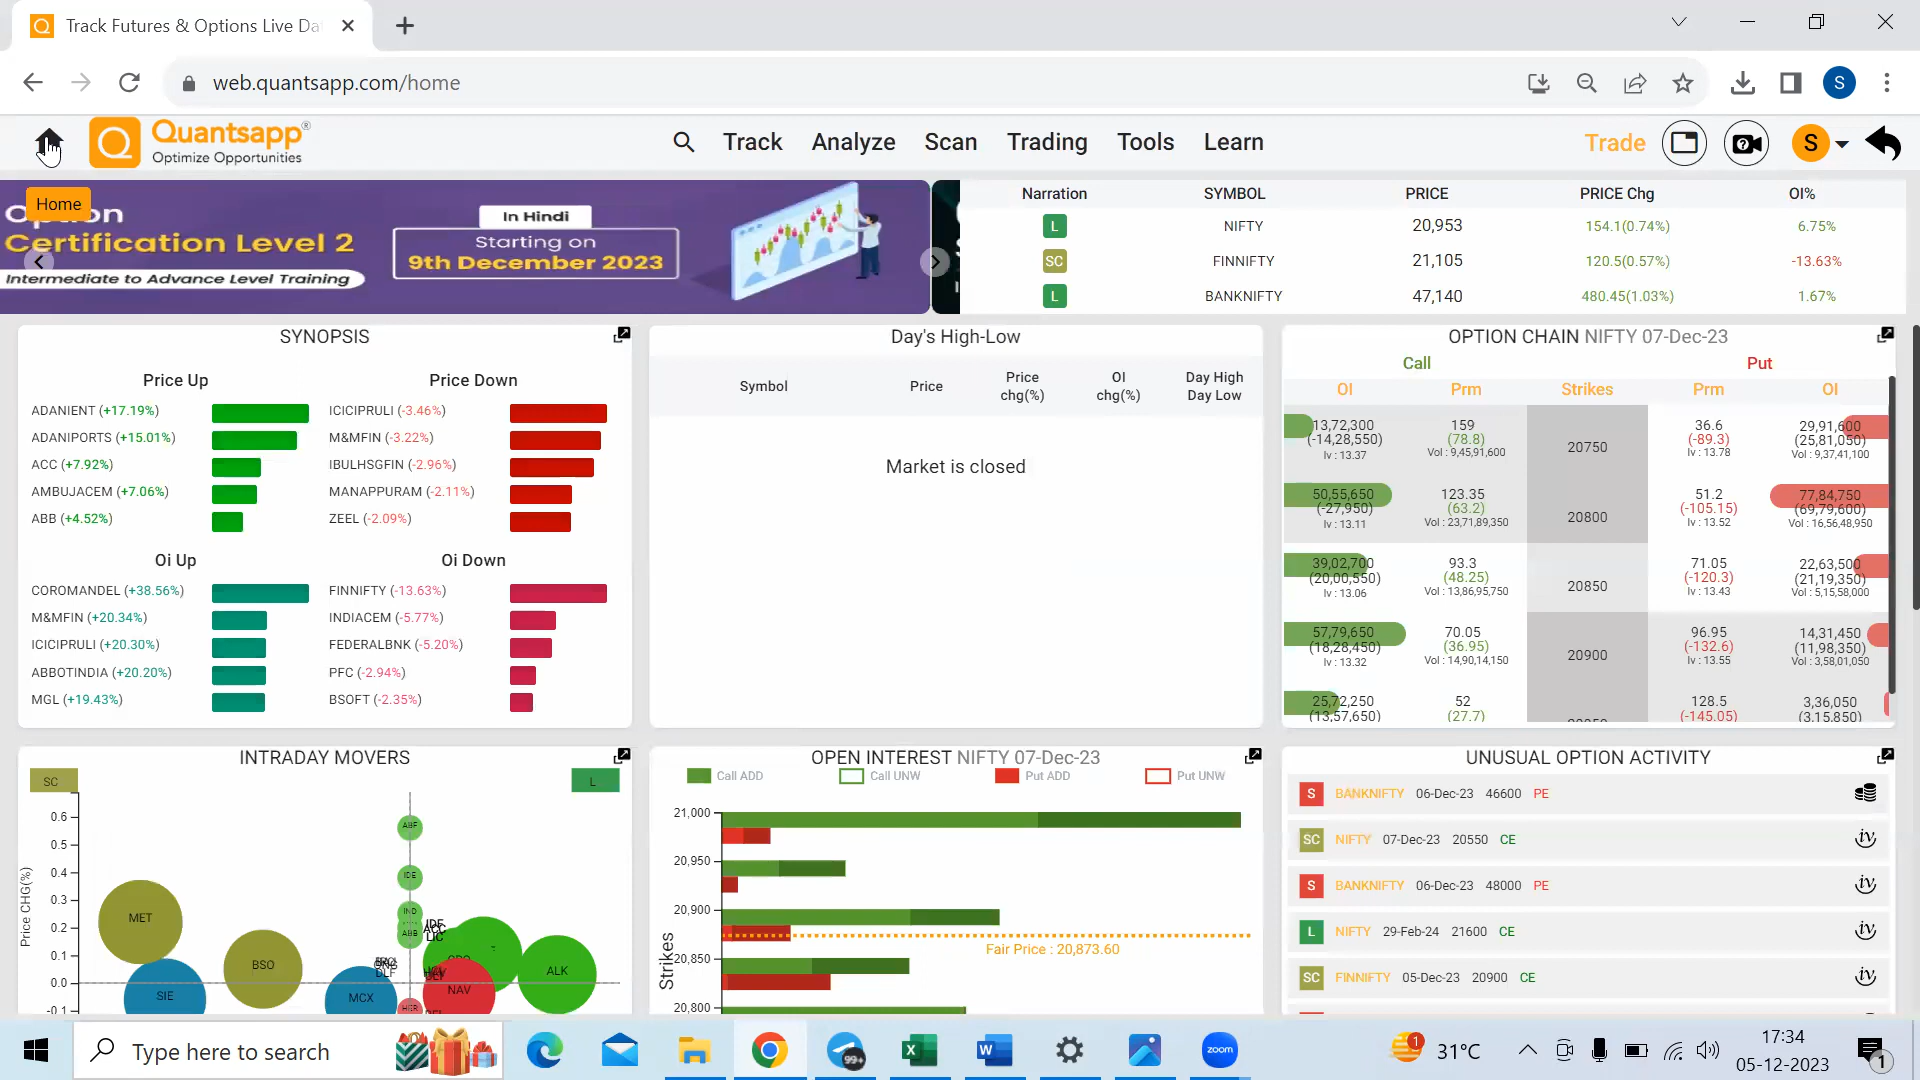 Track Futures & Options Live Da
web.quantsapp.com/home
S
Quantsapp®
Optimize Opportunities
Track Analyze Scan Trading Tools Learn
Trade
S
Home
Option
Certification Level 2
Intermediate to Advance Level Training
In Hindi
Starting on
9th December 2023
Narration SYMBOL PRICE PRICE Chg OI%
L NIFTY 20,953 154.1(0.74%) 6.75%
SC FINNIFTY 21,105 120.5(0.57%) -13.63%
L BANKNIFTY 47,140 480.45(1.03%) 1.67%
SYNOPSIS
Price Up Price Down
ADANIENT (+17.19%) ICICIPRULI (-3.46%)
ADANIPORTS (+15.01%) M&MFIN (-3.22%)
ACC (+7.92%) IBULHSGFIN (-2.96%)
AMBUJACEM (+7.06%) MANAPPURAM (-2.11%)
ABB (+4.52%) ZEEL (-2.09%)
Oi Up Oi Down
COROMANDEL (+38.56%) FINNIFTY (-13.63%)
M&MFIN (+20.34%) INDIACEM (-5.77%)
ICICIPRULI (+20.30%) FEDERALBNK (-5.20%)
ABBOTINDIA (+20.20%) PFC (-2.94%)
MGL (+19.43%) BSOFT (-2.35%)
Day's High-Low
Symbol Price Price chg(%) OI chg(%) Day High Day Low
Market is closed
OPTION CHAIN NIFTY 07-Dec-23
Call Put
OI Prm Strikes Prm OI
13,72,300 159 36.6 29,91,600
(-14,28,550) (78.8) 20750 (-89.3) (25,81,050)
Iv : 13.37 Vol : 9,45,91,600 Iv : 13.78 Vol : 9,37,41,100
50,55,650 123.35 51.2 77,84,750
(-27,950) (63.2) 20800 (-105.15) (69,79,600)
Iv : 13.11 Vol : 23,71,89,350 Iv : 13.52 Vol : 16,56,48,950
39,02,700 93.3 71.05 22,63,500
(20,00,550) (48.25) 20850 (-120.3) (21,19,350)
Iv : 13.06 Vol : 13,86,95,750 Iv : 13.43 Vol : 5,15,58,000
57,79,650 70.05 96.95 14,31,450
(18,28,450) (36.95) 20900 (-132.6) (11,98,350)
Iv : 13.32 Vol : 14,90,14,150 Iv : 13.55 Vol : 3,58,01,050
25,72,250 52 128.5 3,36,050
(13,57,650) (27.7) (-145.05) (3,15,850)
INTRADAY MOVERS
SC L
Price CHG(%)
0.6
0.5
0.4
0.3
0.2
0.1
0.0
-0.1
IDE
IND
ABB
IDE
ACC
LIC
DLF
MET
BSO
SIE
MCX
NAV
ALK
OPEN INTEREST NIFTY 07-Dec-23
Call ADD Call UNW Put ADD Put UNW
Strikes
21,000
20,950
20,900
Fair Price : 20,873.60
20,850
20,800
UNUSUAL OPTION ACTIVITY
S BANKNIFTY 06-Dec-23 46600 PE
SC NIFTY 07-Dec-23 20550 CE iv
S BANKNIFTY 06-Dec-23 48000 PE iv
L NIFTY 29-Feb-24 21600 CE iv
SC FINNIFTY 05-Dec-23 20900 CE iv
Type here to search
99+
zoom
1
31°C
17:34
05-12-2023
1